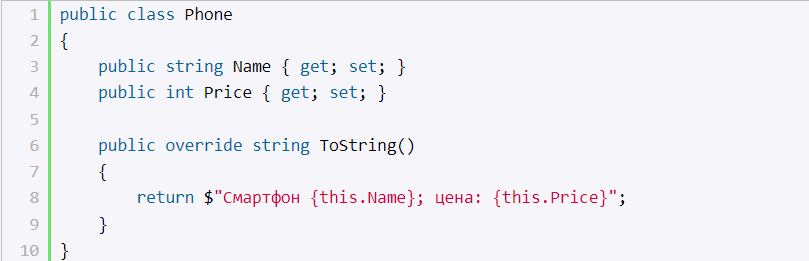 1 public class Phone
2 {
3     public string Name { get; set; }
4     public int Price { get; set; }
5
6     public override string ToString()
7     {
8         return $"Смартфон {this.Name}; цена: {this.Price}";
9     }
10 }